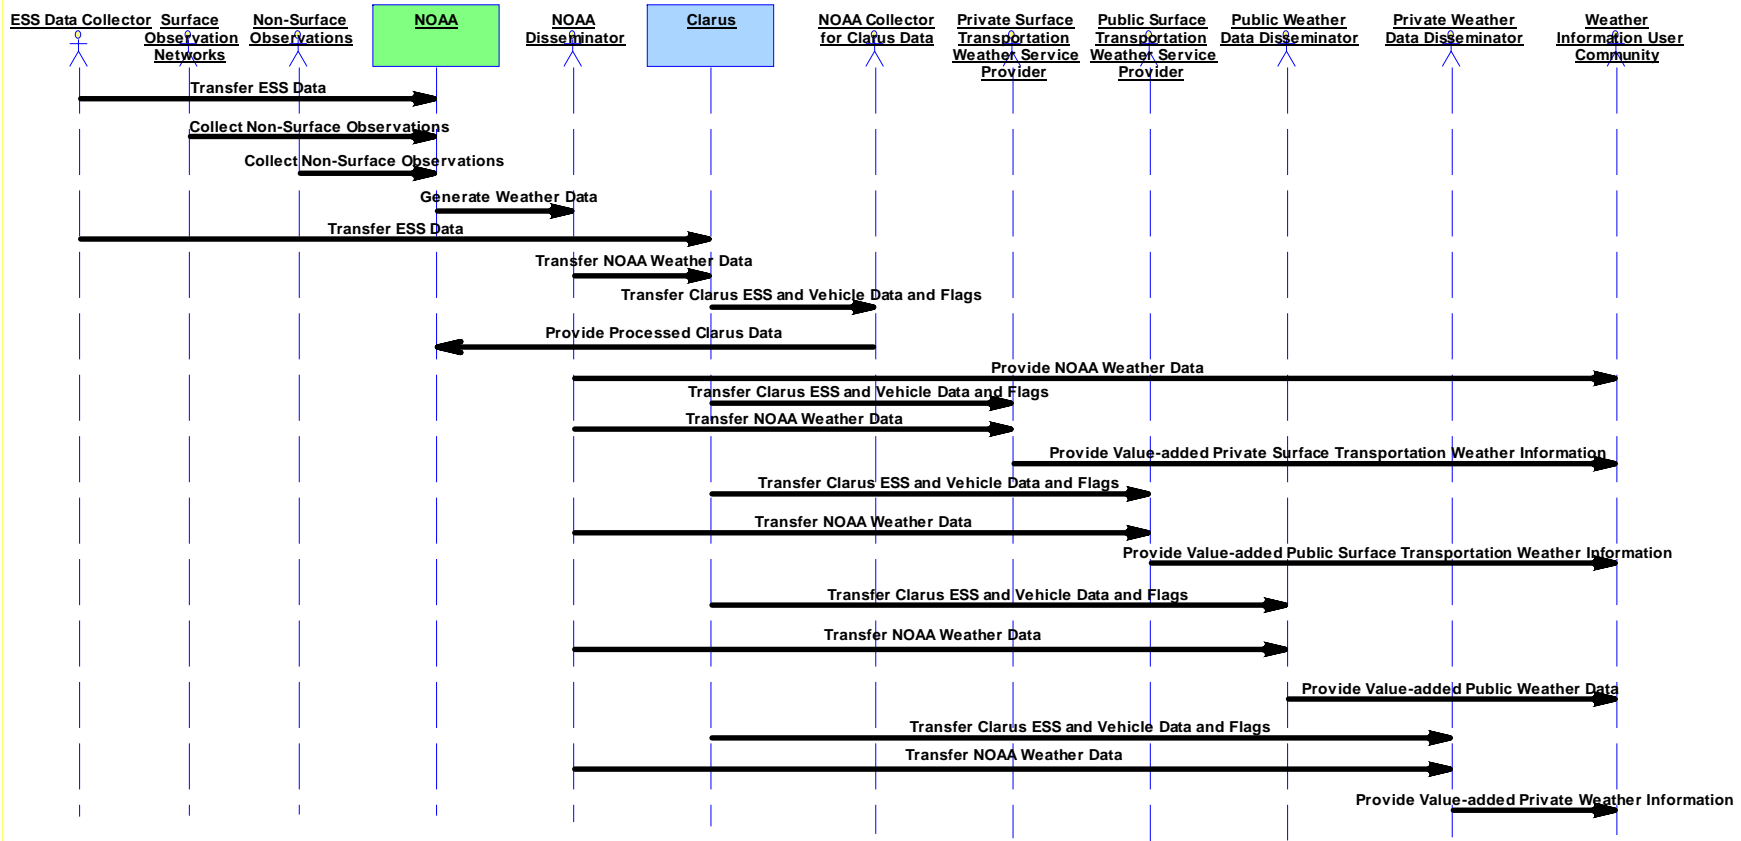 ESS Data Collector
Surface
Observation
Networks
Non-Surface
Observations
NOAA
NOAA
Disseminator
Clarus
NOAA Collector
for Clarus Data
Private Surface
Transportation
Weather Service
Provider
Public Surface
Transportation
Weather Service
Provider
Public Weather
Data Disseminator
Private Weather
Data Disseminator
Weather
Information User
Community
Transfer ESS Data
Collect Non-Surface Observations
Collect Non-Surface Observations
Generate Weather Data
Transfer ESS Data
Transfer NOAA Weather Data
Transfer Clarus ESS and Vehicle Data and Flags
Provide Processed Clarus Data
Provide NOAA Weather Data
Transfer Clarus ESS and Vehicle Data and Flags
Transfer NOAA Weather Data
Provide Value-added Private Surface Transportation Weather Information
Transfer Clarus ESS and Vehicle Data and Flags
Transfer NOAA Weather Data
Provide Value-added Public Surface Transportation Weather Information
Transfer Clarus ESS and Vehicle Data and Flags
Transfer NOAA Weather Data
Provide Value-added Public Weather Data
Transfer Clarus ESS and Vehicle Data and Flags
Transfer NOAA Weather Data
Provide Value-added Private Weather Information